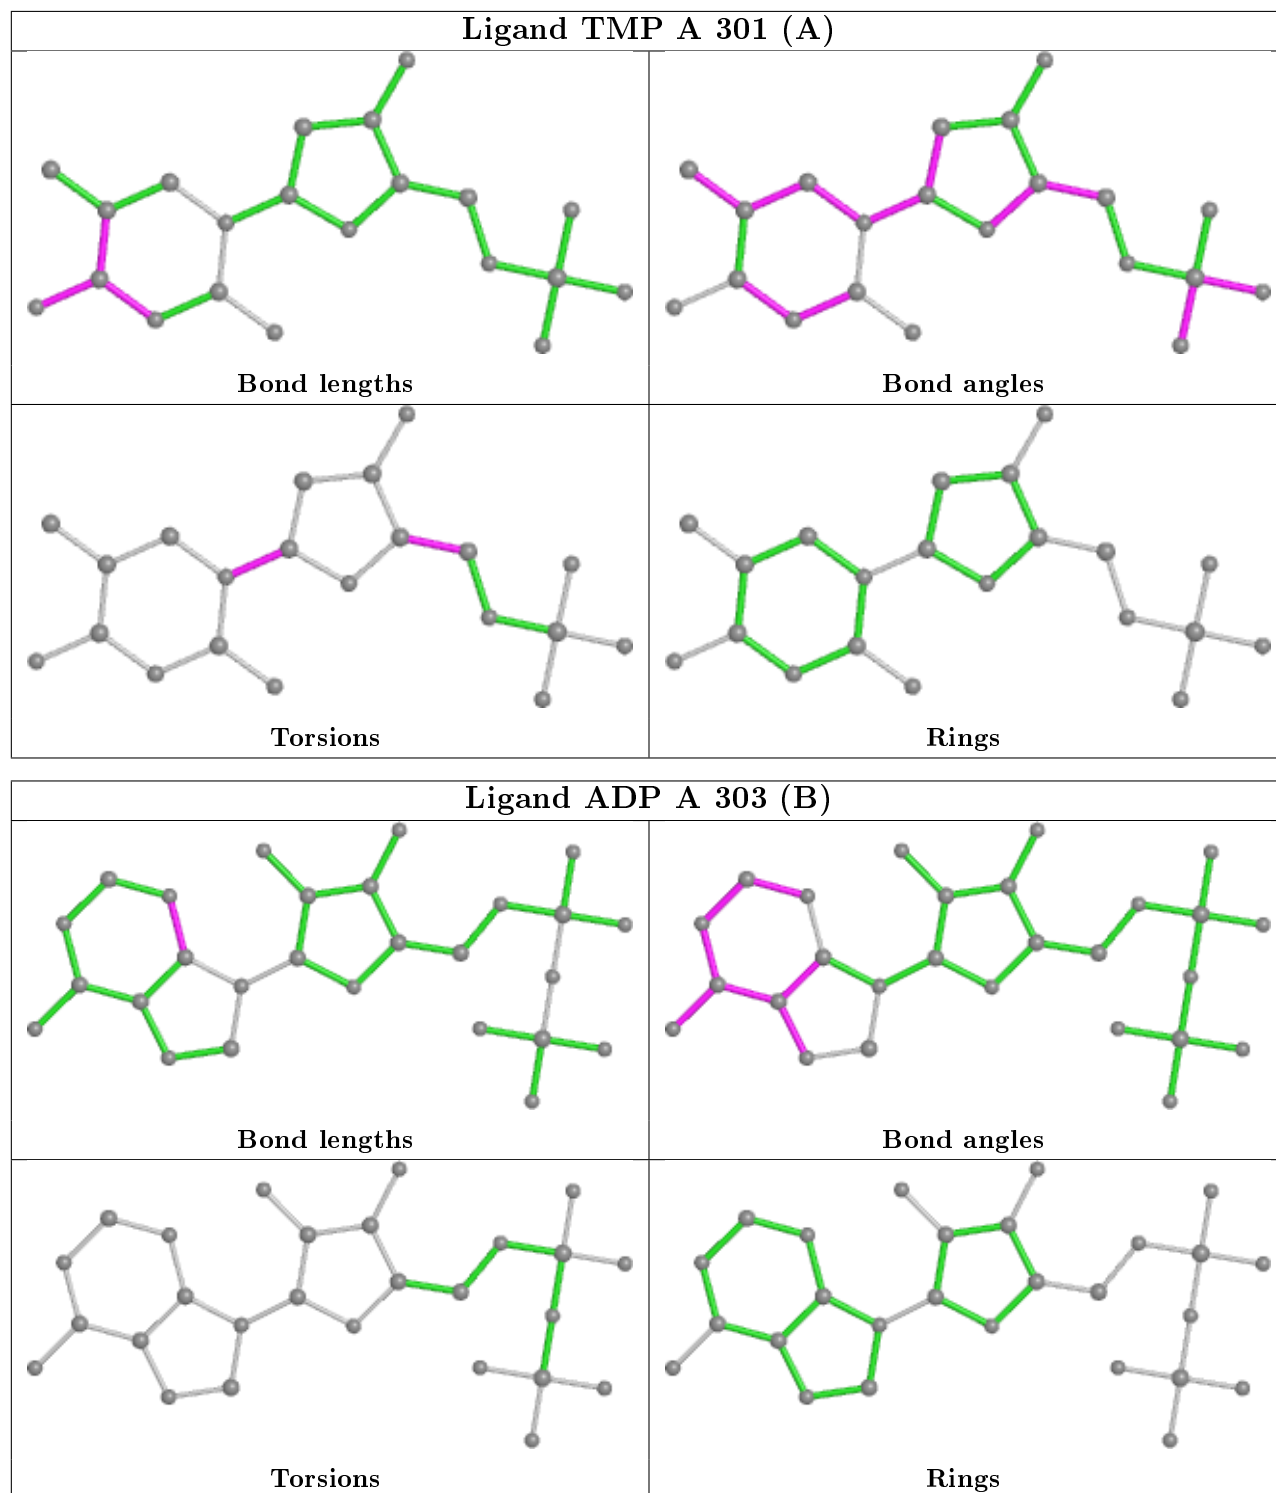 Ligand TMP A 301 (A)
Bond lengths
Bond angles
Torsions
Rings
Ligand ADP A 303 (B)
Bond lengths
Bond angles
Torsions
Rings